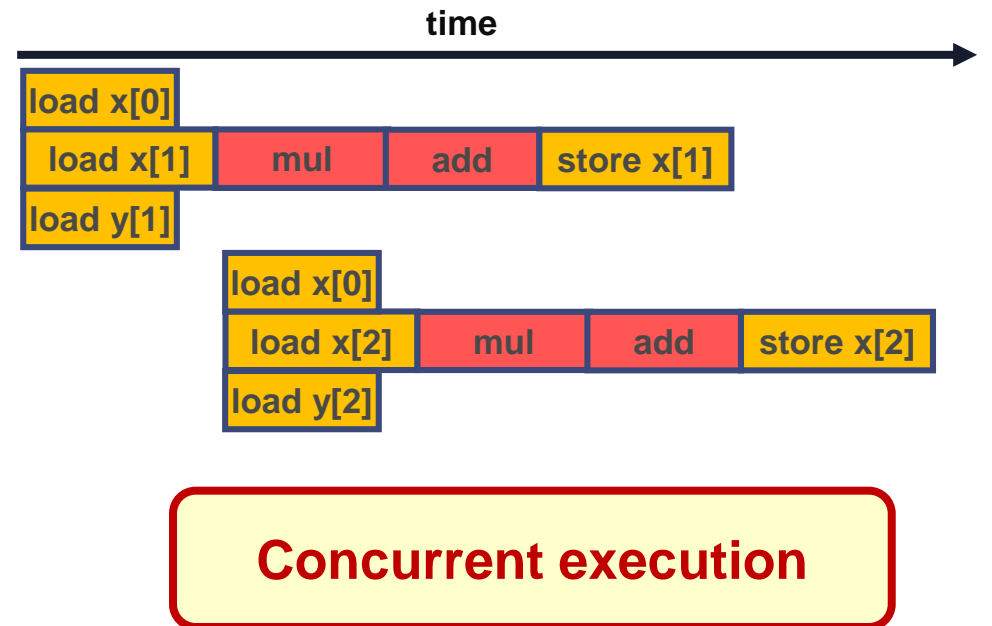 time
load x[0]
load x[1] mul add store x[1]
load y[1]
load x[0]
load x[2] mul add store x[2]
load y[2]
Concurrent execution